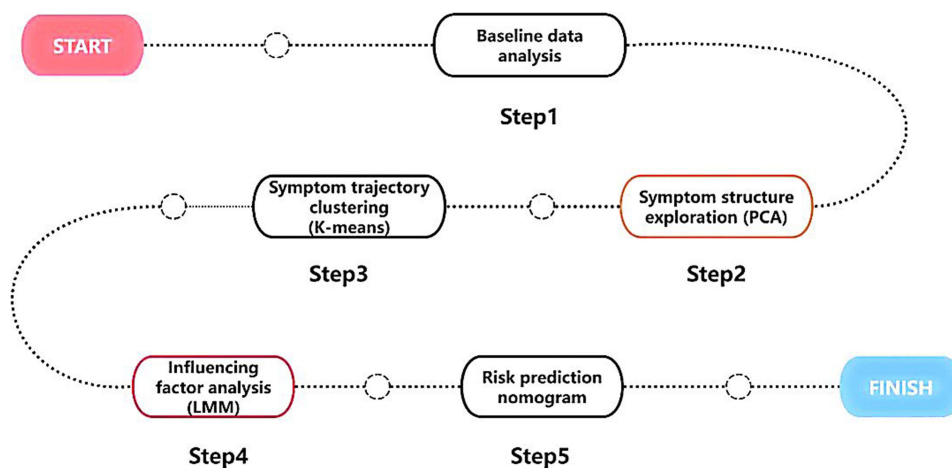 START
Baseline data
analysis
Step1
Symptom structure
exploration (PCA)
Step2
Symptom trajectory
clustering
(K-means)
Step3
Influencing
factor analysis
(LMM)
Step4
Risk prediction
nomogram
Step5
FINISH